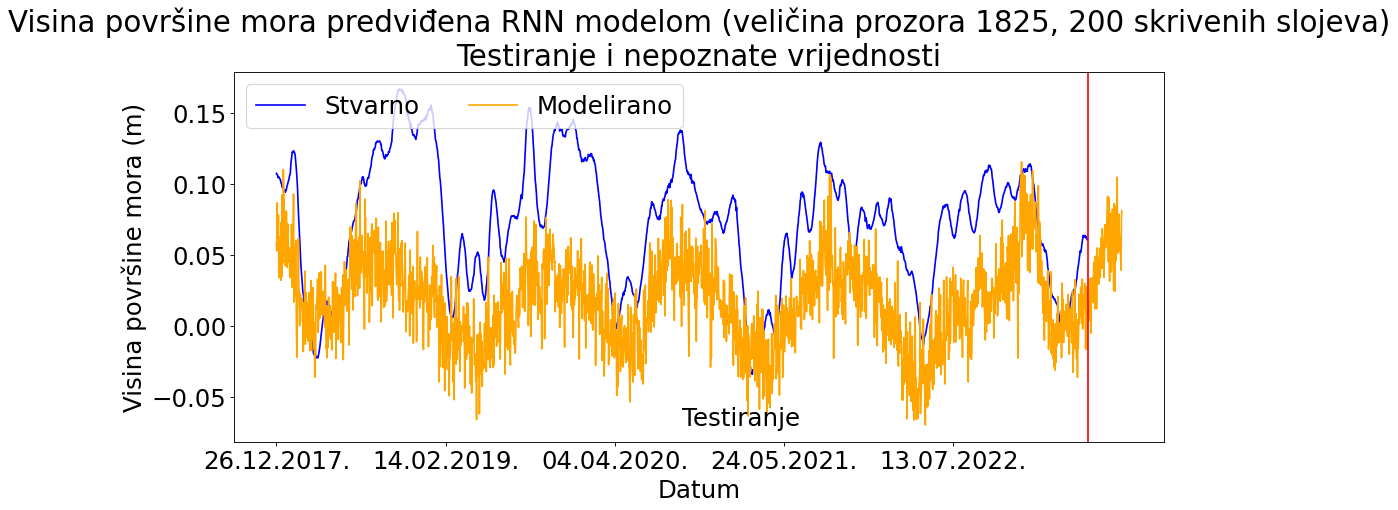 Visina površine mora predviđena RNN modelom (veličina prozora 1825, 200 skrivenih slojeva)
Testiranje i nepoznate vrijednosti
Stvarno
Modelirano
Visina površine mora (m)
0.15
0.10
0.05
0.00
−0.05
Testiranje
26.12.2017.
14.02.2019.
04.04.2020.
24.05.2021.
13.07.2022.
Datum